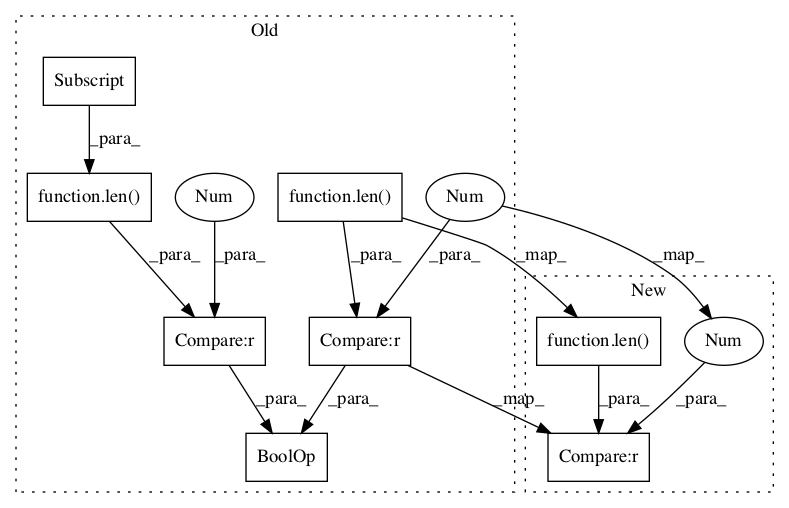 Old
Subscript
_para_
function.len()
Num
function.len()
Num
_para_
_para_
_para_
_para_
_map_
_map_
New
Compare:r
Compare:r
function.len()
Num
_para_
_para_
_map_
_para_
_para_
BoolOp
Compare:r